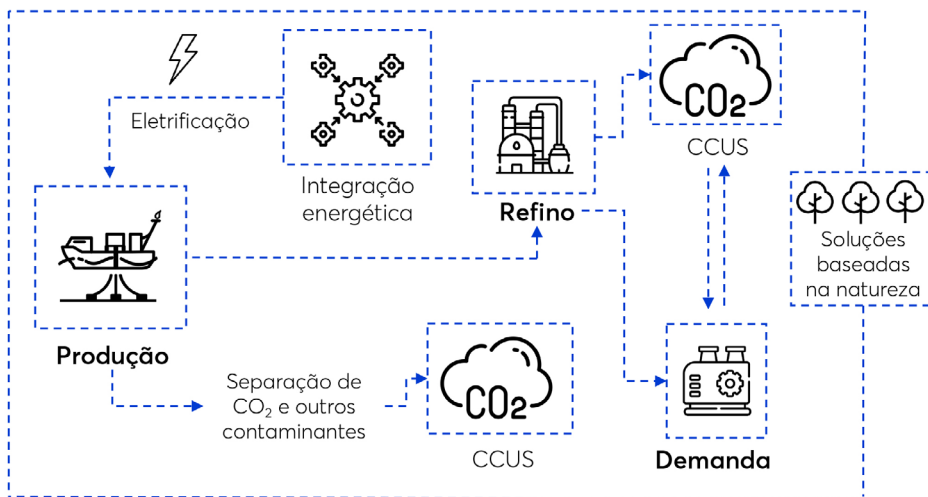 Eletrificação
Integração
energética
CO2
CCUS
Refino
Soluções
baseadas
na natureza
Produção
Separação de
CO₂ e outros
contaminantes
CO2
CCUS
Demanda